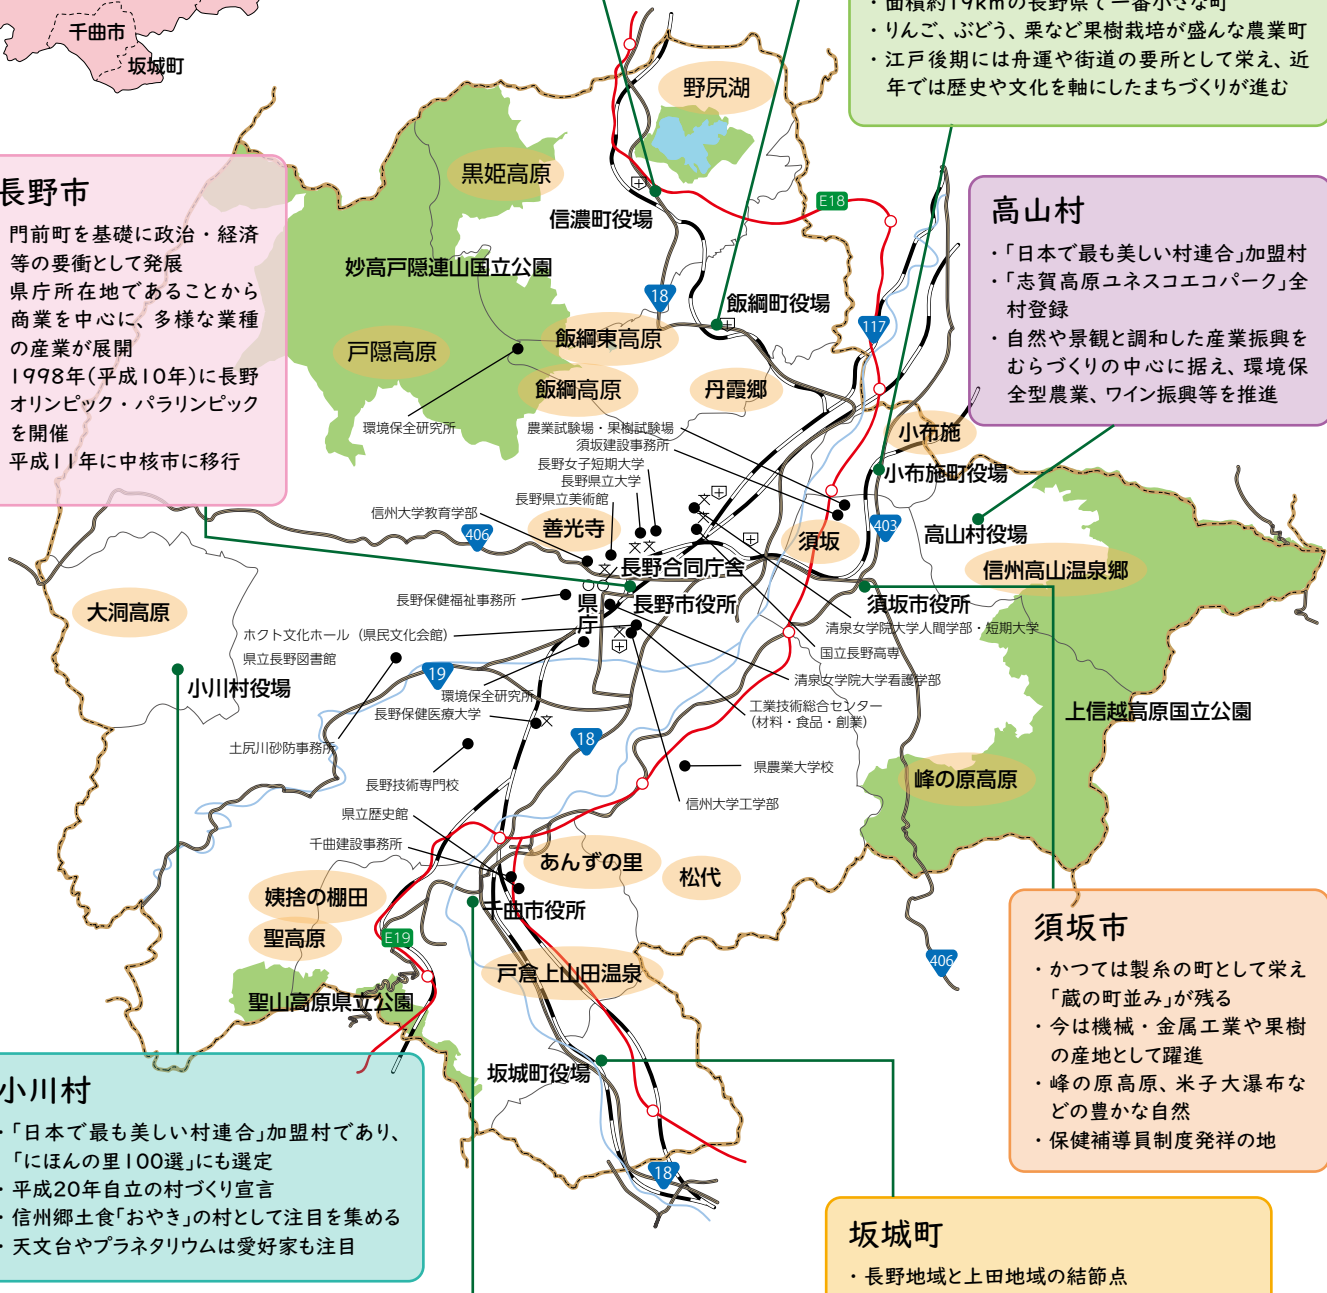 千曲市
坂城町
・面積約19km の長野県で一番小さな町
・りんご、ぶどう、栗など果樹栽培が盛んな農業町
・江戸後期には舟運や街道の要所として栄え、近
年では歴史や文化を軸にしたまちづくりが進む
長野市
門前町を基礎に政治・経済
等の要衝として発展
県庁所在地であることから
商業を中心に、多様な業種
の産業が展開
1998年(平成10年)に長野
オリンピック・パラリンピック
を開催
平成11年に中核市に移行
高山村
・「日本で最も美しい村連合」加盟村
・「志賀高原ユネスコエコパーク」全
村登録
・自然や景観と調和した産業振興を
むらづくりの中心に据え、環境保
全型農業、ワイン振興等を推進
野尻湖
黒姫高原
信濃町役場
E18
妙高戸隠連山国立公園
18
飯綱町役場
117
戸隠高原
飯綱東高原
飯綱高原
丹霞郷
環境保全研究所
農業試験場・果樹試験場
須坂建設事務所
小布施
長野女子短期大学
小布施町役場
長野県立大学
長野県立美術館
信州大学教育学部
406
善光寺
須坂
403
高山村役場
長野合同庁舎
信州高山温泉郷
大洞高原
長野保健福祉事務所
県庁
長野市役所
須坂市役所
清泉女学院大学人間学部・短期大学
ホクト文化ホール（県民文化会館）
県立長野図書館
国立長野高専
小川村役場
19
環境保全研究所
清泉女学院大学看護学部
長野保健医療大学
工業技術総合センター
（材料・食品・創業）
上信越高原国立公園
土尻川砂防事務所
18
県農業大学校
長野技術専門校
峰の原高原
信州大学工学部
県立歴史館
千曲建設事務所
あんずの里
松代
姨捨の棚田
千曲市役所
聖高原
E19
戸倉上山田温泉
406
聖山高原県立公園
坂城町役場
18
須坂市
・かつては製糸の町として栄え
「蔵の町並み」が残る
・今は機械・金属工業や果樹
の産地として躍進
・峰の原高原、米子大瀑布な
どの豊かな自然
・保健補導員制度発祥の地
小川村
・「日本で最も美しい村連合」加盟村であり、
「にほんの里100選」にも選定
・平成20年自立の村づくり宣言
・信州郷土食「おやき」の村として注目を集める
・天文台やプラネタリウムは愛好家も注目
坂城町
・長野地域と上田地域の結節点